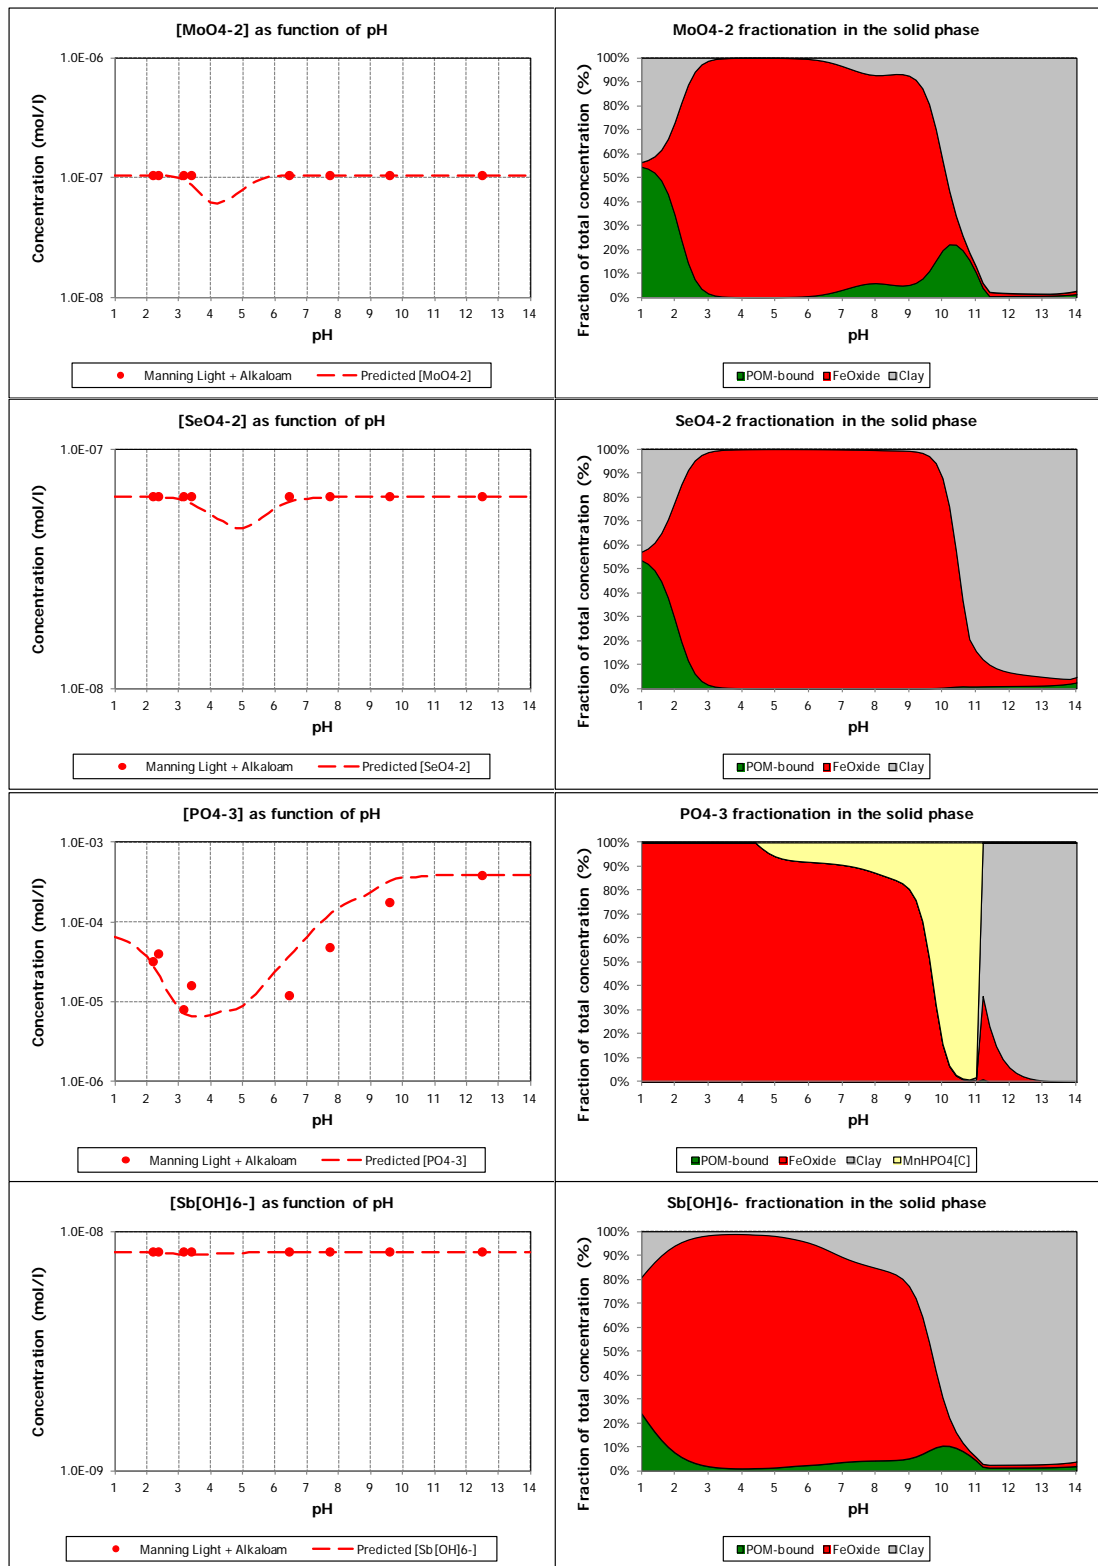 [MoO4-2] as function of pH
Concentration (mol/l)
1.0E-06
1.0E-07
1.0E-08
1 2 3 4 5 6 7 8 9 10 11 12 13 14
pH
Manning Light + Alkaloam Predicted [MoO4-2]
MoO4-2 fractionation in the solid phase
Fraction of total concentration (%)
100%
90%
80%
70%
60%
50%
40%
30%
20%
10%
0%
1 2 3 4 5 6 7 8 9 10 11 12 13 14
pH
POM-bound FeOxide Clay
[SeO4-2] as function of pH
Concentration (mol/l)
1.0E-07
1.0E-08
1 2 3 4 5 6 7 8 9 10 11 12 13 14
pH
Manning Light + Alkaloam Predicted [SeO4-2]
SeO4-2 fractionation in the solid phase
Fraction of total concentration (%)
100%
90%
80%
70%
60%
50%
40%
30%
20%
10%
0%
1 2 3 4 5 6 7 8 9 10 11 12 13 14
pH
POM-bound FeOxide Clay
[PO4-3] as function of pH
Concentration (mol/l)
1.0E-03
1.0E-04
1.0E-05
1.0E-06
1 2 3 4 5 6 7 8 9 10 11 12 13 14
pH
Manning Light + Alkaloam Predicted [PO4-3]
PO4-3 fractionation in the solid phase
Fraction of total concentration (%)
100%
90%
80%
70%
60%
50%
40%
30%
20%
10%
0%
1 2 3 4 5 6 7 8 9 10 11 12 13 14
pH
POM-bound FeOxide Clay MnHPO4[C]
[Sb[OH]6-] as function of pH
Concentration (mol/l)
1.0E-08
1.0E-09
1 2 3 4 5 6 7 8 9 10 11 12 13 14
pH
Manning Light + Alkaloam Predicted [Sb[OH]6-]
Sb[OH]6- fractionation in the solid phase
Fraction of total concentration (%)
100%
90%
80%
70%
60%
50%
40%
30%
20%
10%
0%
1 2 3 4 5 6 7 8 9 10 11 12 13 14
pH
POM-bound FeOxide Clay